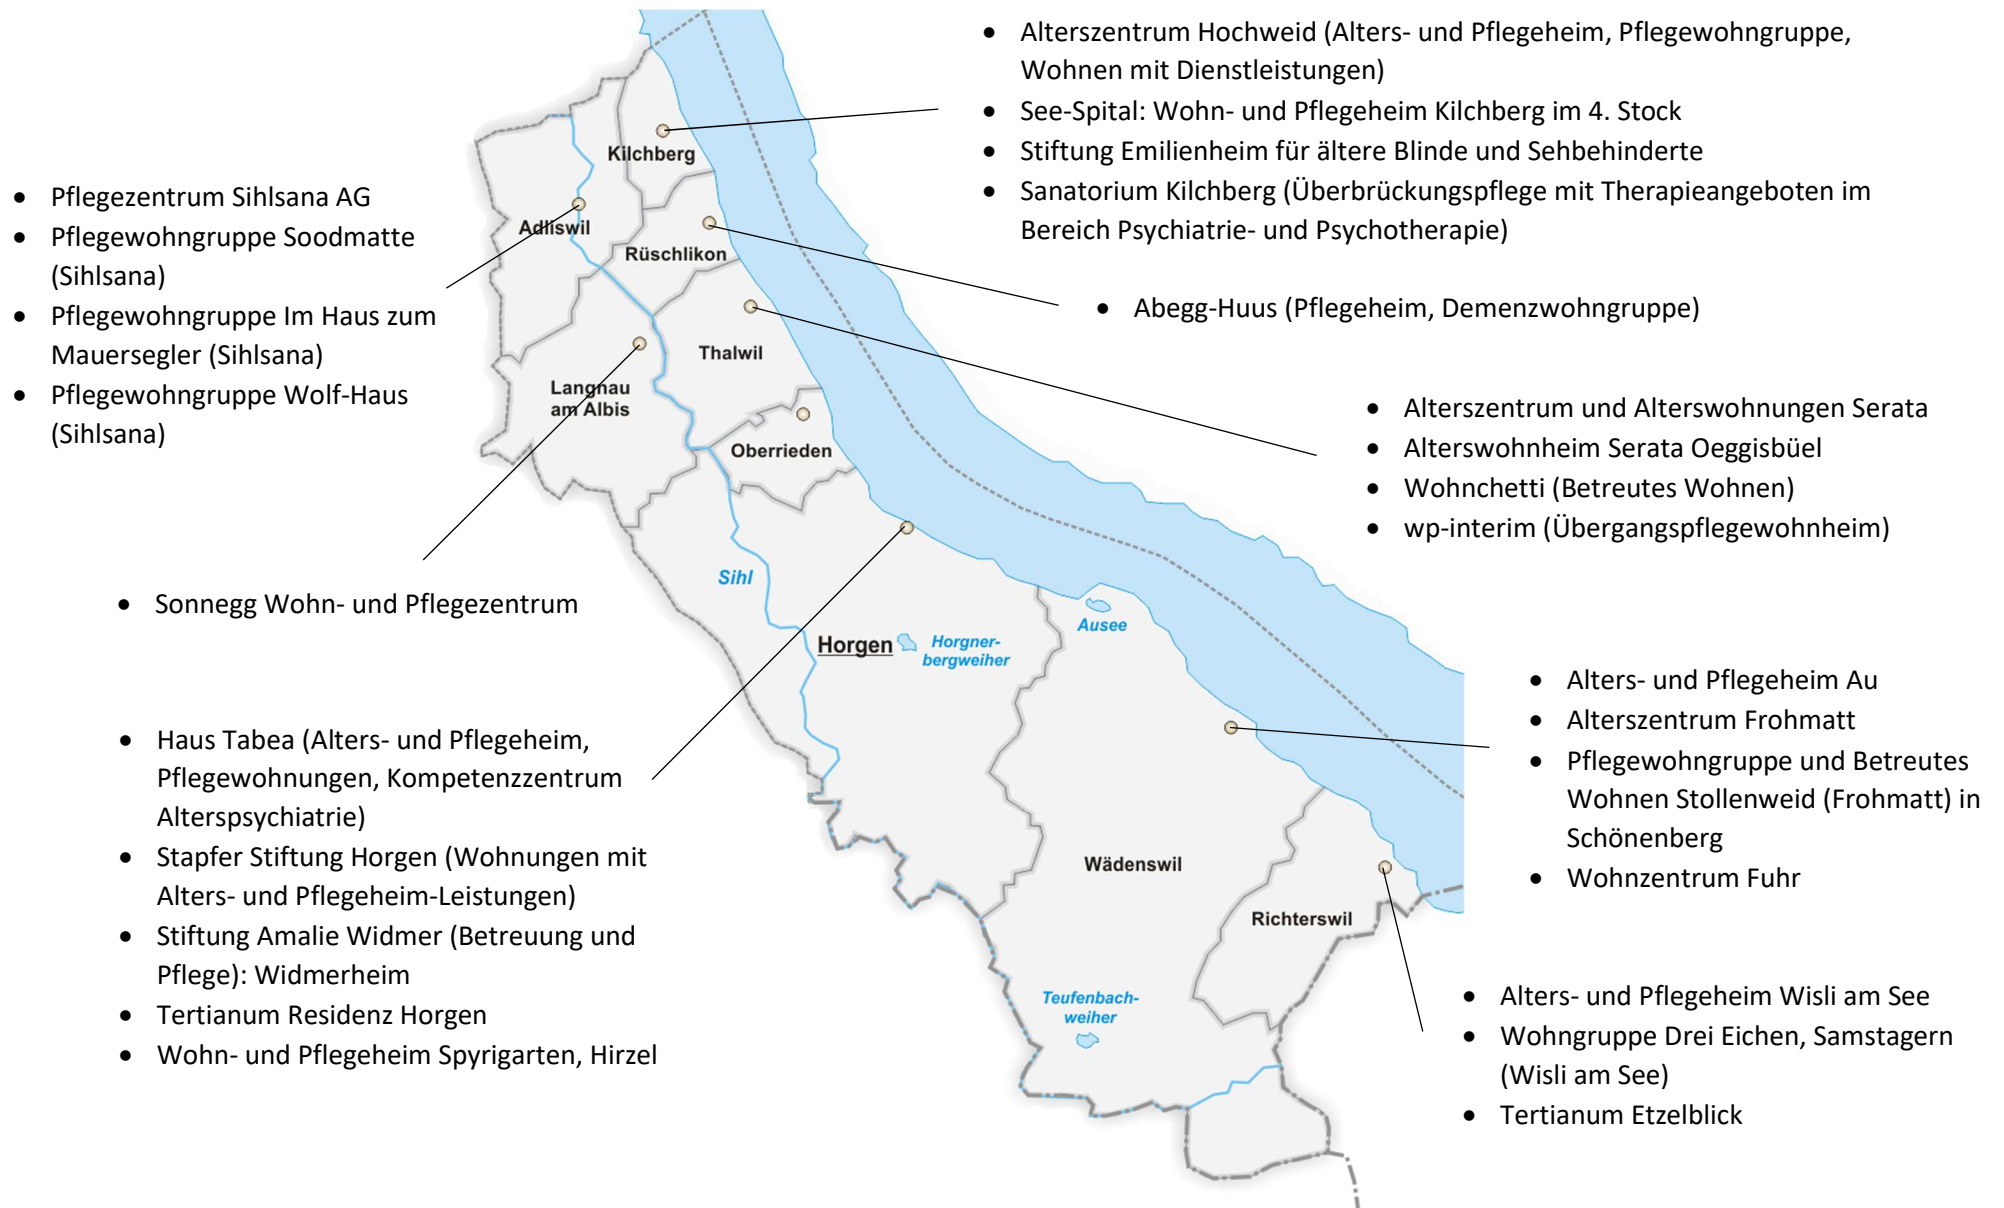 • Alterszentrum Hochweid (Alters- und Pflegeheim, Pflegewohngruppe,
Wohnen mit Dienstleistungen)
• See-Spital: Wohn- und Pflegeheim Kilchberg im 4. Stock
• Stiftung Emilienheim für ältere Blinde und Sehbehinderte
• Sanatorium Kilchberg (Überbrückungspflege mit Therapieangeboten im
Bereich Psychiatrie- und Psychotherapie)
• Pflegezentrum Sihlsana AG
• Pflegewohngruppe Soodmatte
(Sihlsana)
• Pflegewohngruppe Im Haus zum
Mauersegler (Sihlsana)
• Pflegewohngruppe Wolf-Haus
(Sihlsana)
Kilchberg
Adliswil
Rüschlikon
• Abegg-Huus (Pflegeheim, Demenzwohngruppe)
Thalwil
Langnau
am Albis
Oberrieden
• Alterszentrum und Alterswohnungen Serata
• Alterswohnheim Serata Oeggisbüel
• Wohnchetti (Betreutes Wohnen)
• wp-interim (Übergangspflegewohnheim)
• Sonnegg Wohn- und Pflegezentrum
Sihl
Horgen
Horgner-
bergweiher
Ausee
• Haus Tabea (Alters- und Pflegeheim,
Pflegewohnungen, Kompetenzzentrum
Alterspsychiatrie)
• Stapfer Stiftung Horgen (Wohnungen mit
Alters- und Pflegeheim-Leistungen)
• Stiftung Amalie Widmer (Betreuung und
Pflege): Widmerheim
• Tertianum Residenz Horgen
• Wohn- und Pflegeheim Spyrigarten, Hirzel
• Alters- und Pflegeheim Au
• Alterszentrum Frohmatt
• Pflegewohngruppe und Betreutes
Wohnen Stollenweid (Frohmatt) in
Schönenberg
• Wohnzentrum Fuhr
Wädenswil
Richterswil
Teufenbach-
weiher
• Alters- und Pflegeheim Wisli am See
• Wohngruppe Drei Eichen, Samstagern
(Wisli am See)
• Tertianum Etzelblick